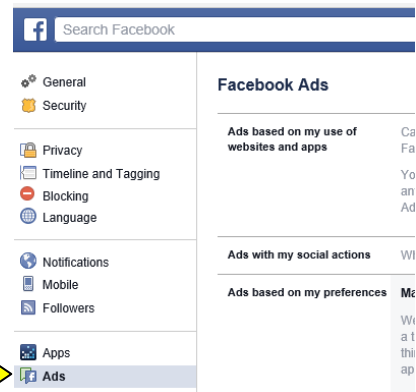 Search Facebook
General
Security
Privacy
Timeline and Tagging
Blocking
Language
Notifications
Mobile
Followers
Apps
Ads
Facebook Ads
Ads based on my use of
websites and apps
Ads with my social actions
Ads based on my preferences